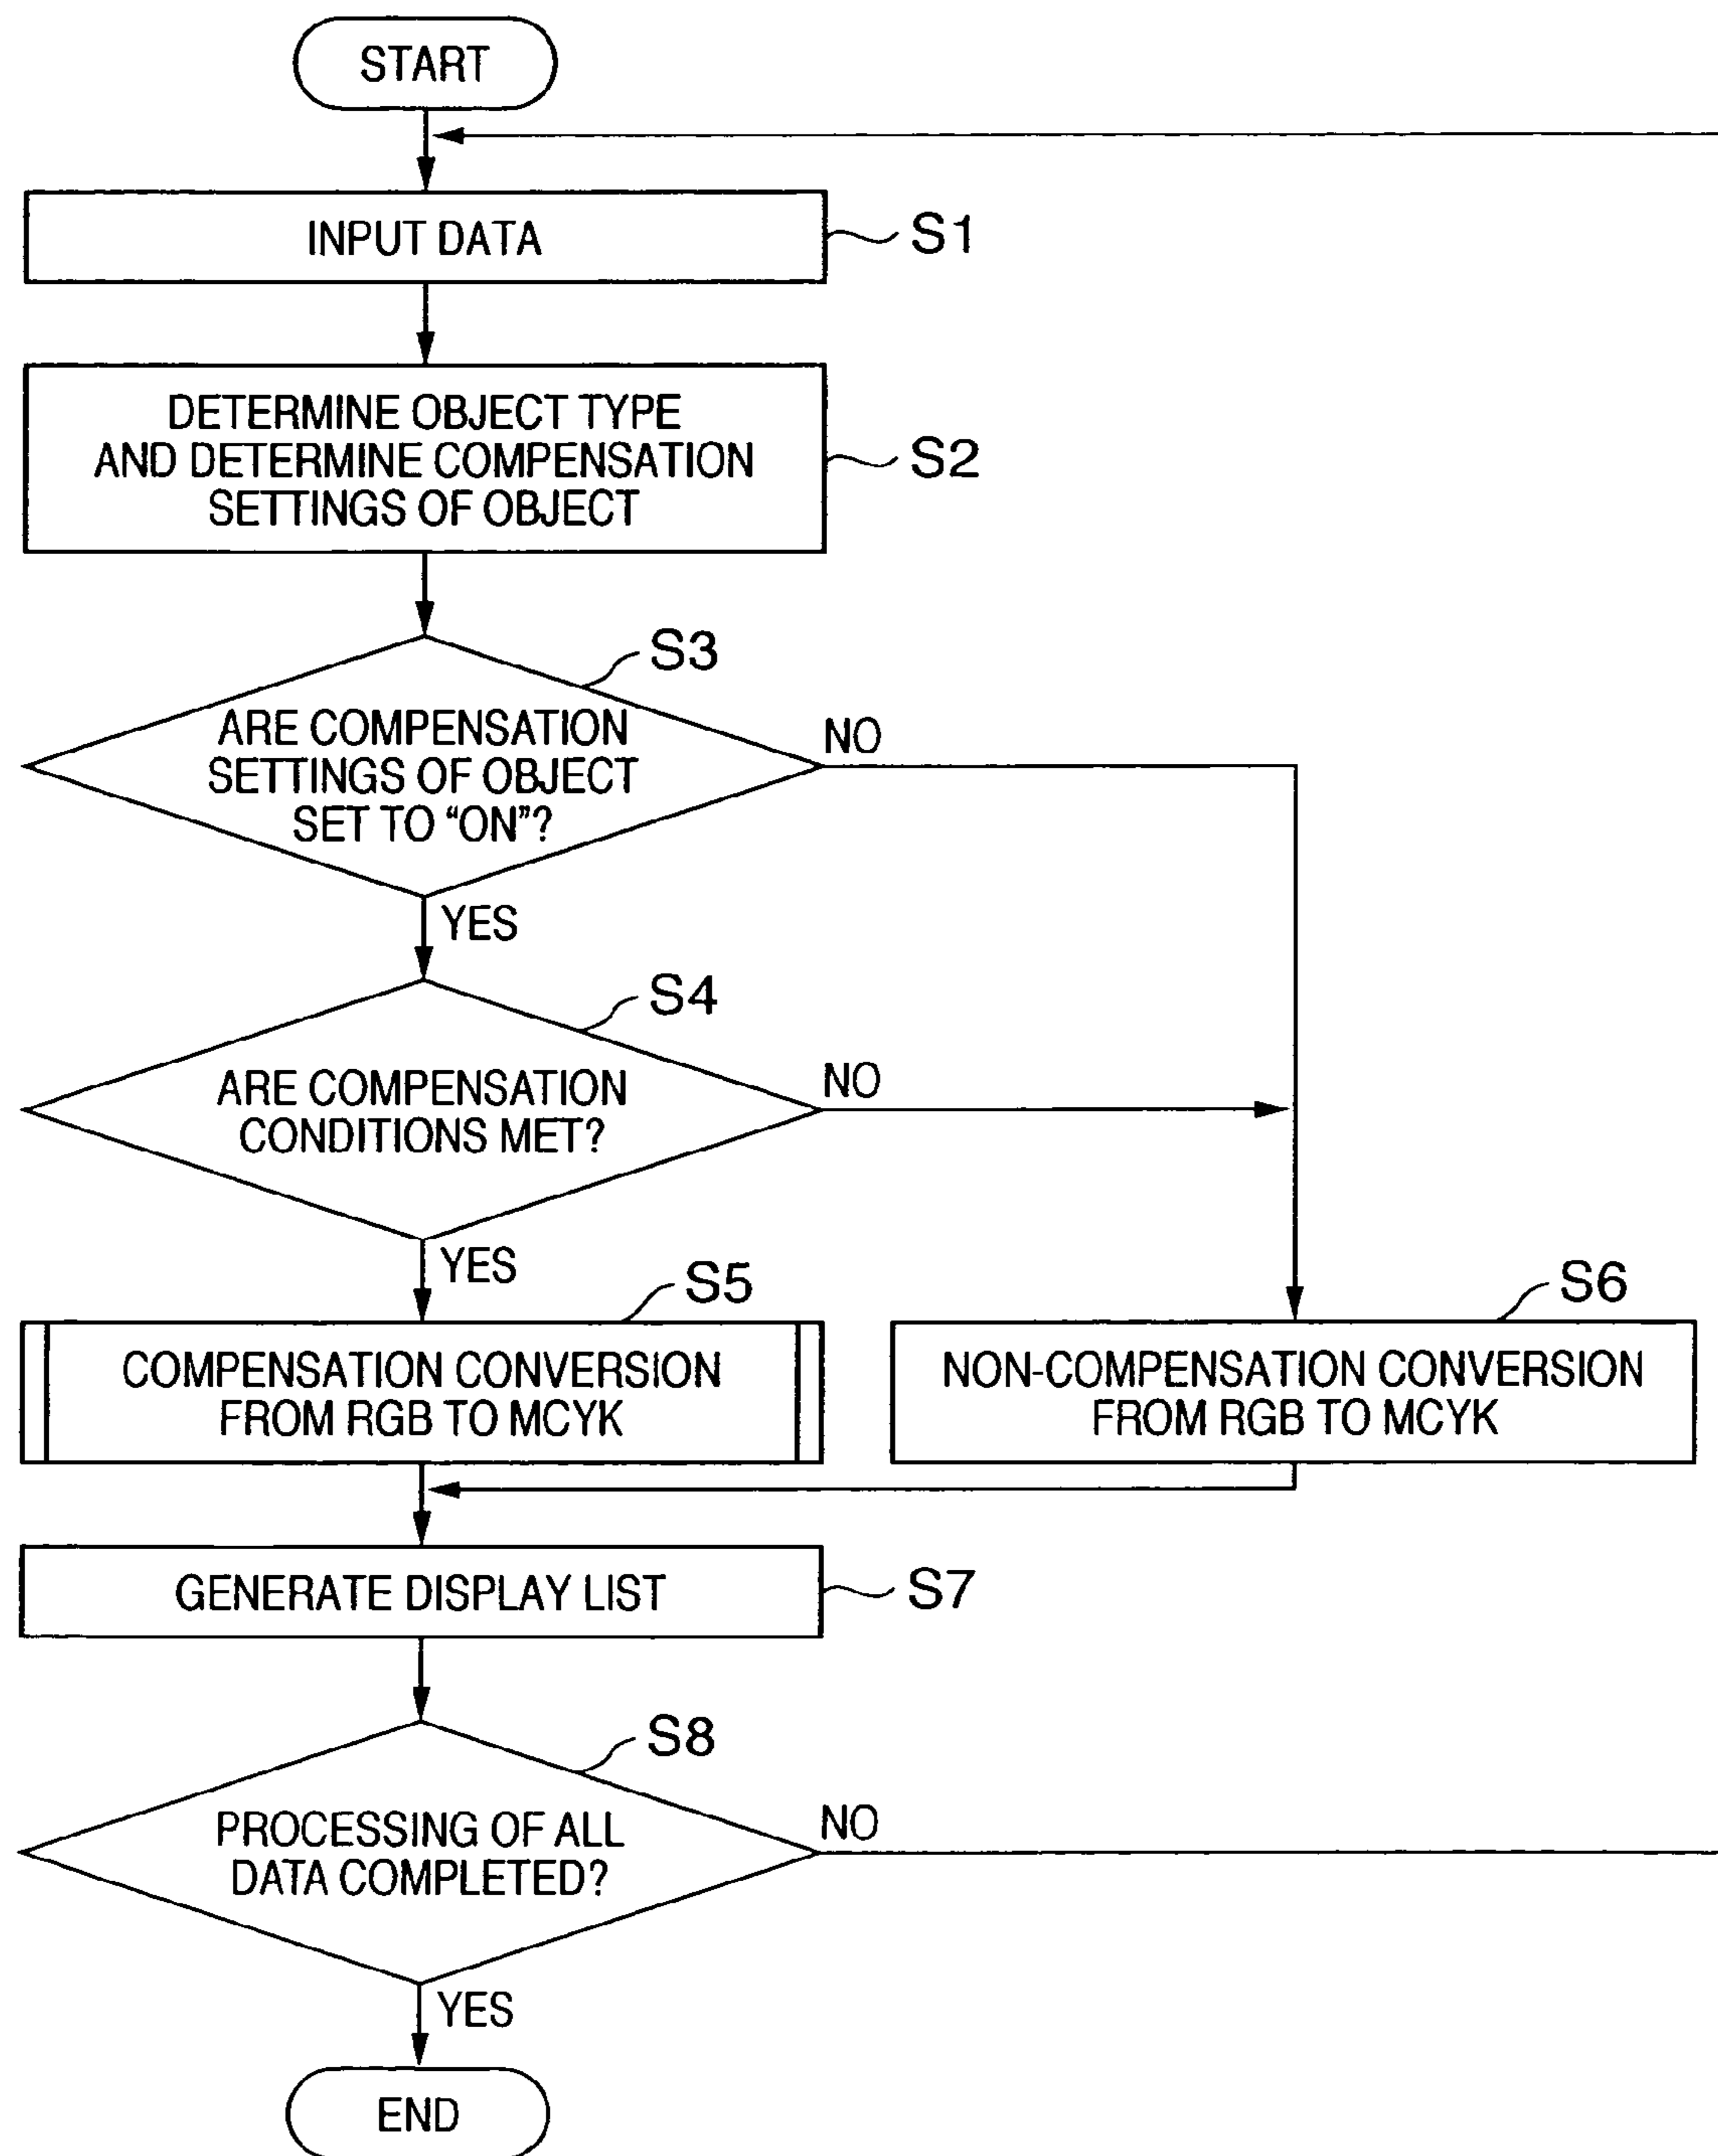 START
INPUT DATA
S1
DETERMINE OBJECT TYPE
AND DETERMINE COMPENSATION
SETTINGS OF OBJECT
S2
S3
ARE COMPENSATION
SETTINGS OF OBJECT
SET TO “ON”?
NO
YES
S4
ARE COMPENSATION
CONDITIONS MET?
NO
YES
S5
COMPENSATION CONVERSION
FROM RGB TO MCYK
S6
NON-COMPENSATION CONVERSION
FROM RGB TO MCYK
GENERATE DISPLAY LIST
S7
S8
PROCESSING OF ALL
DATA COMPLETED?
NO
YES
END